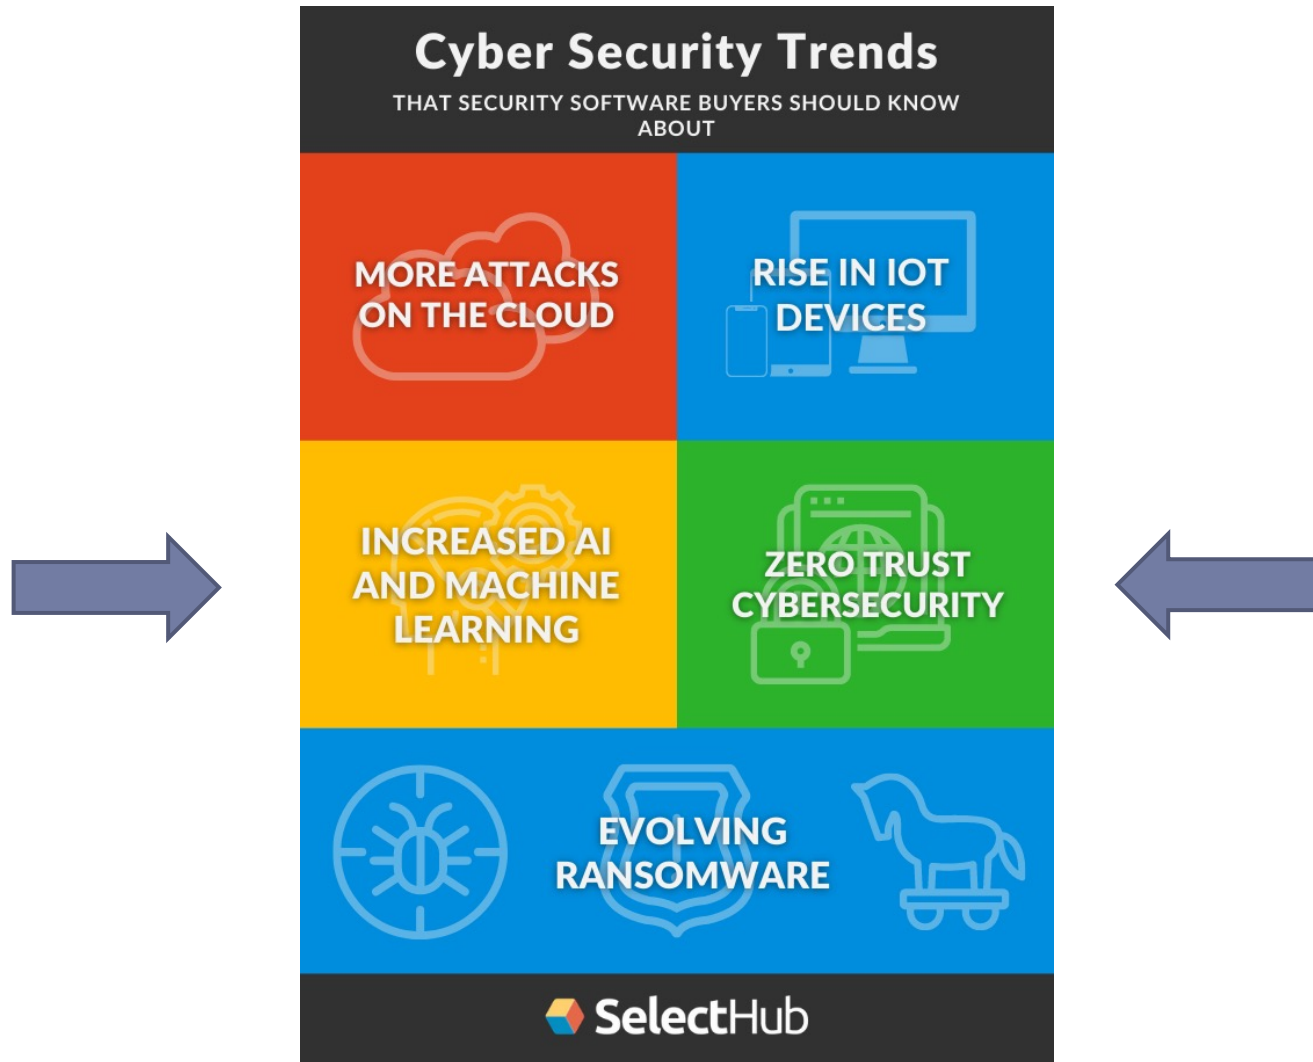 Cyber Security Trends
THAT SECURITY SOFTWARE BUYERS SHOULD KNOW
ABOUT
MORE ATTACKS
ON THE CLOUD
RISE IN IOT
DEVICES
INCREASED AI
AND MACHINE
LEARNING
ZERO TRUST
CYBERSECURITY
EVOLVING
RANSOMWARE
SelectHub